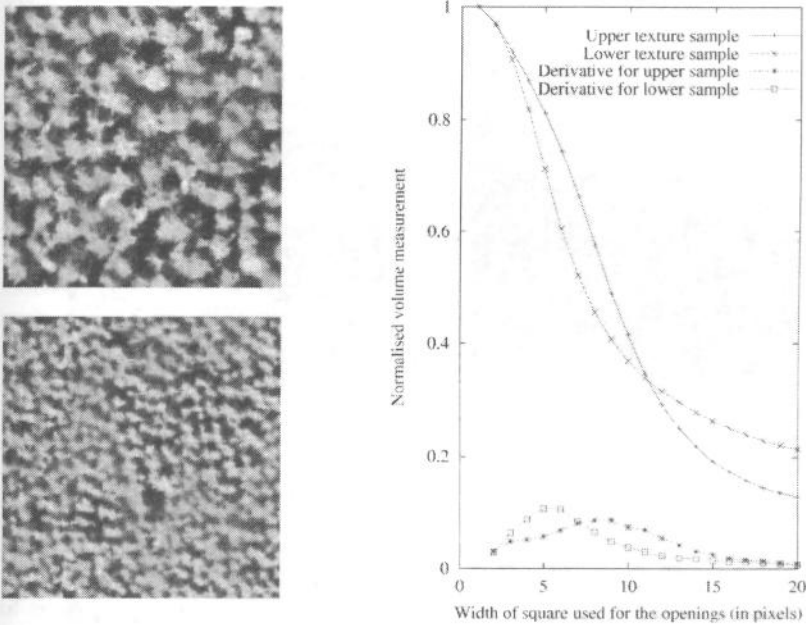 1
Upper texture sample
Lower texture sample
Derivative for upper sample
Derivative for lower sample
0.8
0.6
0.4
0.2
0
Normalised volume measurement
0 5 10 15 20
Width of square used for the openings (in pixels)